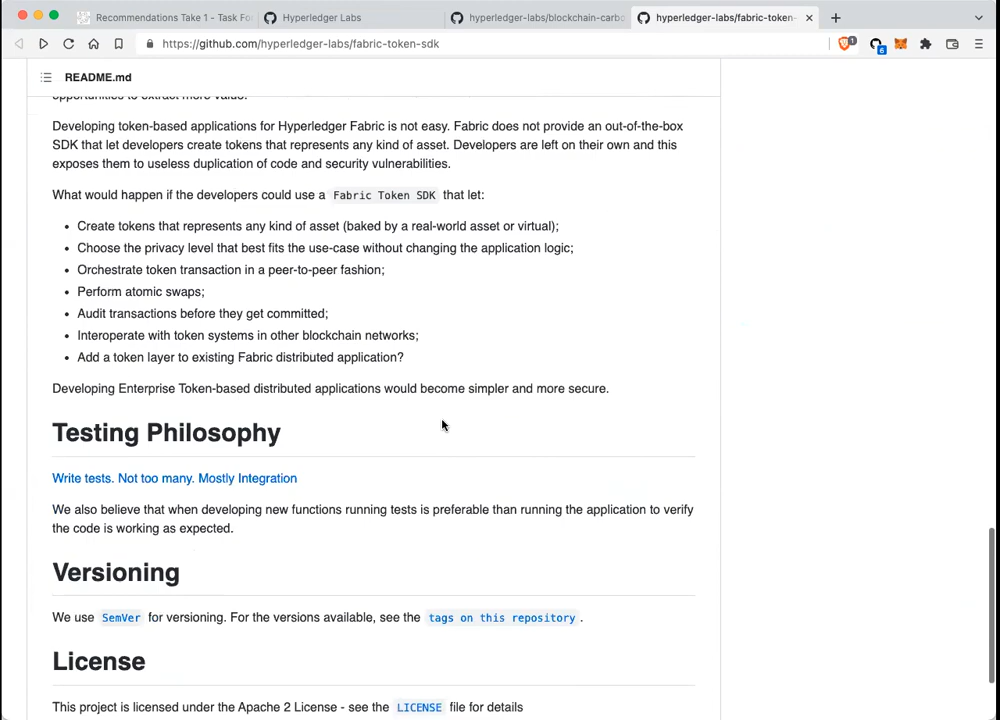 Recommendations Take 1 - Task Fo
Hyperledger Labs
hyperledger-labs/blockchain-carbo
hyperledger-labs/fabric-token-
https://github.com/hyperledger-labs/fabric-token-sdk
1
6
README.md
opportunities to extract more value.
Developing token-based applications for Hyperledger Fabric is not easy. Fabric does not provide an out-of-the-box
SDK that let developers create tokens that represents any kind of asset. Developers are left on their own and this
exposes them to useless duplication of code and security vulnerabilities.
What would happen if the developers could use a Fabric Token SDK that let:
• Create tokens that represents any kind of asset (baked by a real-world asset or virtual);
• Choose the privacy level that best fits the use-case without changing the application logic;
• Orchestrate token transaction in a peer-to-peer fashion;
• Perform atomic swaps;
• Audit transactions before they get committed;
• Interoperate with token systems in other blockchain networks;
• Add a token layer to existing Fabric distributed application?
Developing Enterprise Token-based distributed applications would become simpler and more secure.
Testing Philosophy
Write tests. Not too many. Mostly Integration
We also believe that when developing new functions running tests is preferable than running the application to verify
the code is working as expected.
Versioning
We use SemVer for versioning. For the versions available, see the tags on this repository.
License
This project is licensed under the Apache 2 License - see the LICENSE file for details